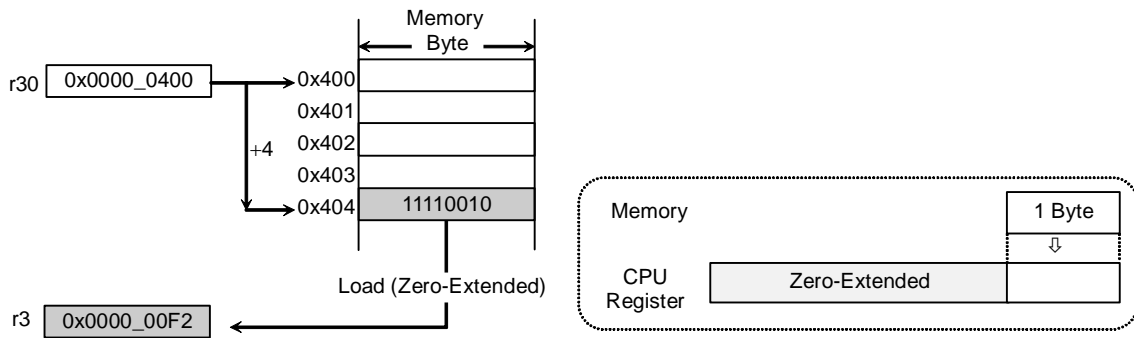 Memory
Byte
r30 0x0000_0400
0x400
0x401
0x402
+4
0x403
0x404 11110010
Load (Zero-Extended)
r3 0x0000_00F2
Memory 1 Byte
⇩
CPU
Register
Zero-Extended